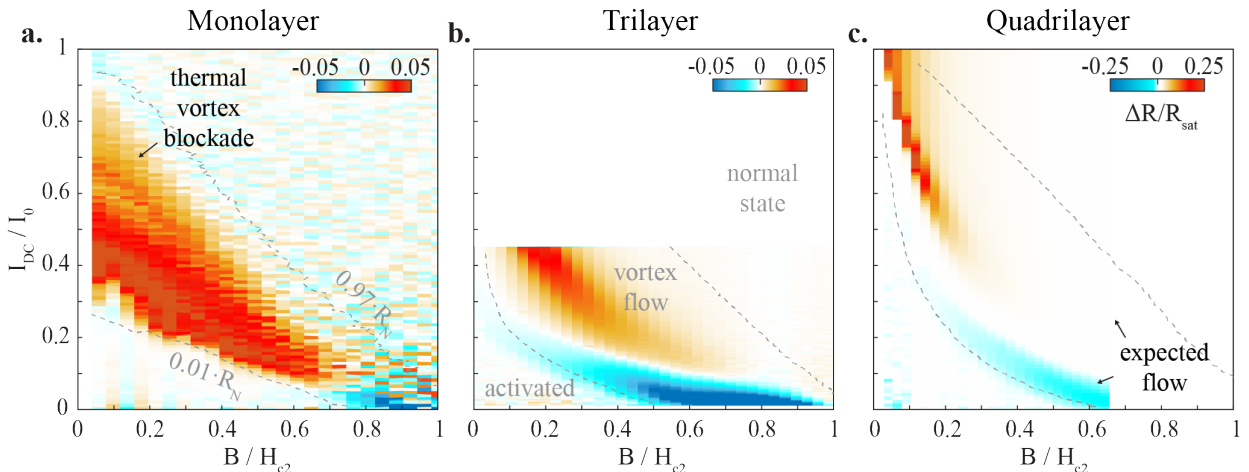 Monolayer
Trilayer
Quadrilayer
a.
b.
c.
I_DC / I_0
1
0.8
0.6
0.4
0.2
0
-0.05 0 0.05
thermal
vortex
blockade
0.97·R_N
0.01·R_N
0 0.2 0.4 0.6 0.8 1
B / H_c2
-0.05 0 0.05
normal
state
vortex
flow
activated
0 0.2 0.4 0.6 0.8 1
B / H_c2
-0.25 0 0.25
ΔR/R_sat
expected
flow
0 0.2 0.4 0.6 0.8 1
B / H_c2